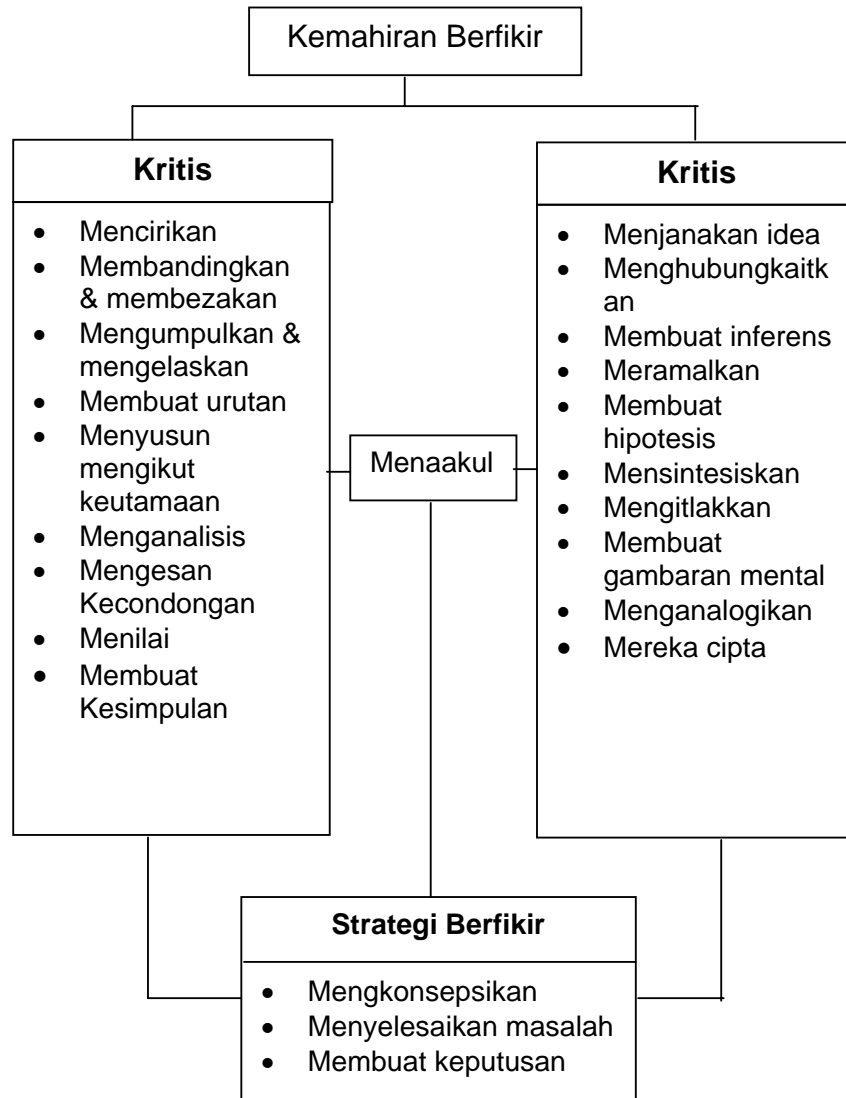 Kemahiran Berfikir
Kritis
• Mencirikan
• Membandingkan
& membezakan
• Mengumpulkan &
mengelaskan
• Membuat urutan
• Menyusun
mengikut
keutamaan
• Menganalisis
• Mengesan
Kecondongan
• Menilai
• Membuat
Kesimpulan
Menaakul
Kritis
• Menjanakan idea
• Menghubungkaitk
an
• Membuat inferens
• Meramalkan
• Membuat
hipotesis
• Mensintesiskan
• Mengitlakkan
• Membuat
gambaran mental
• Menganalogikan
• Mereka cipta
Strategi Berfikir
• Mengkonsepsikan
• Menyelesaikan masalah
• Membuat keputusan